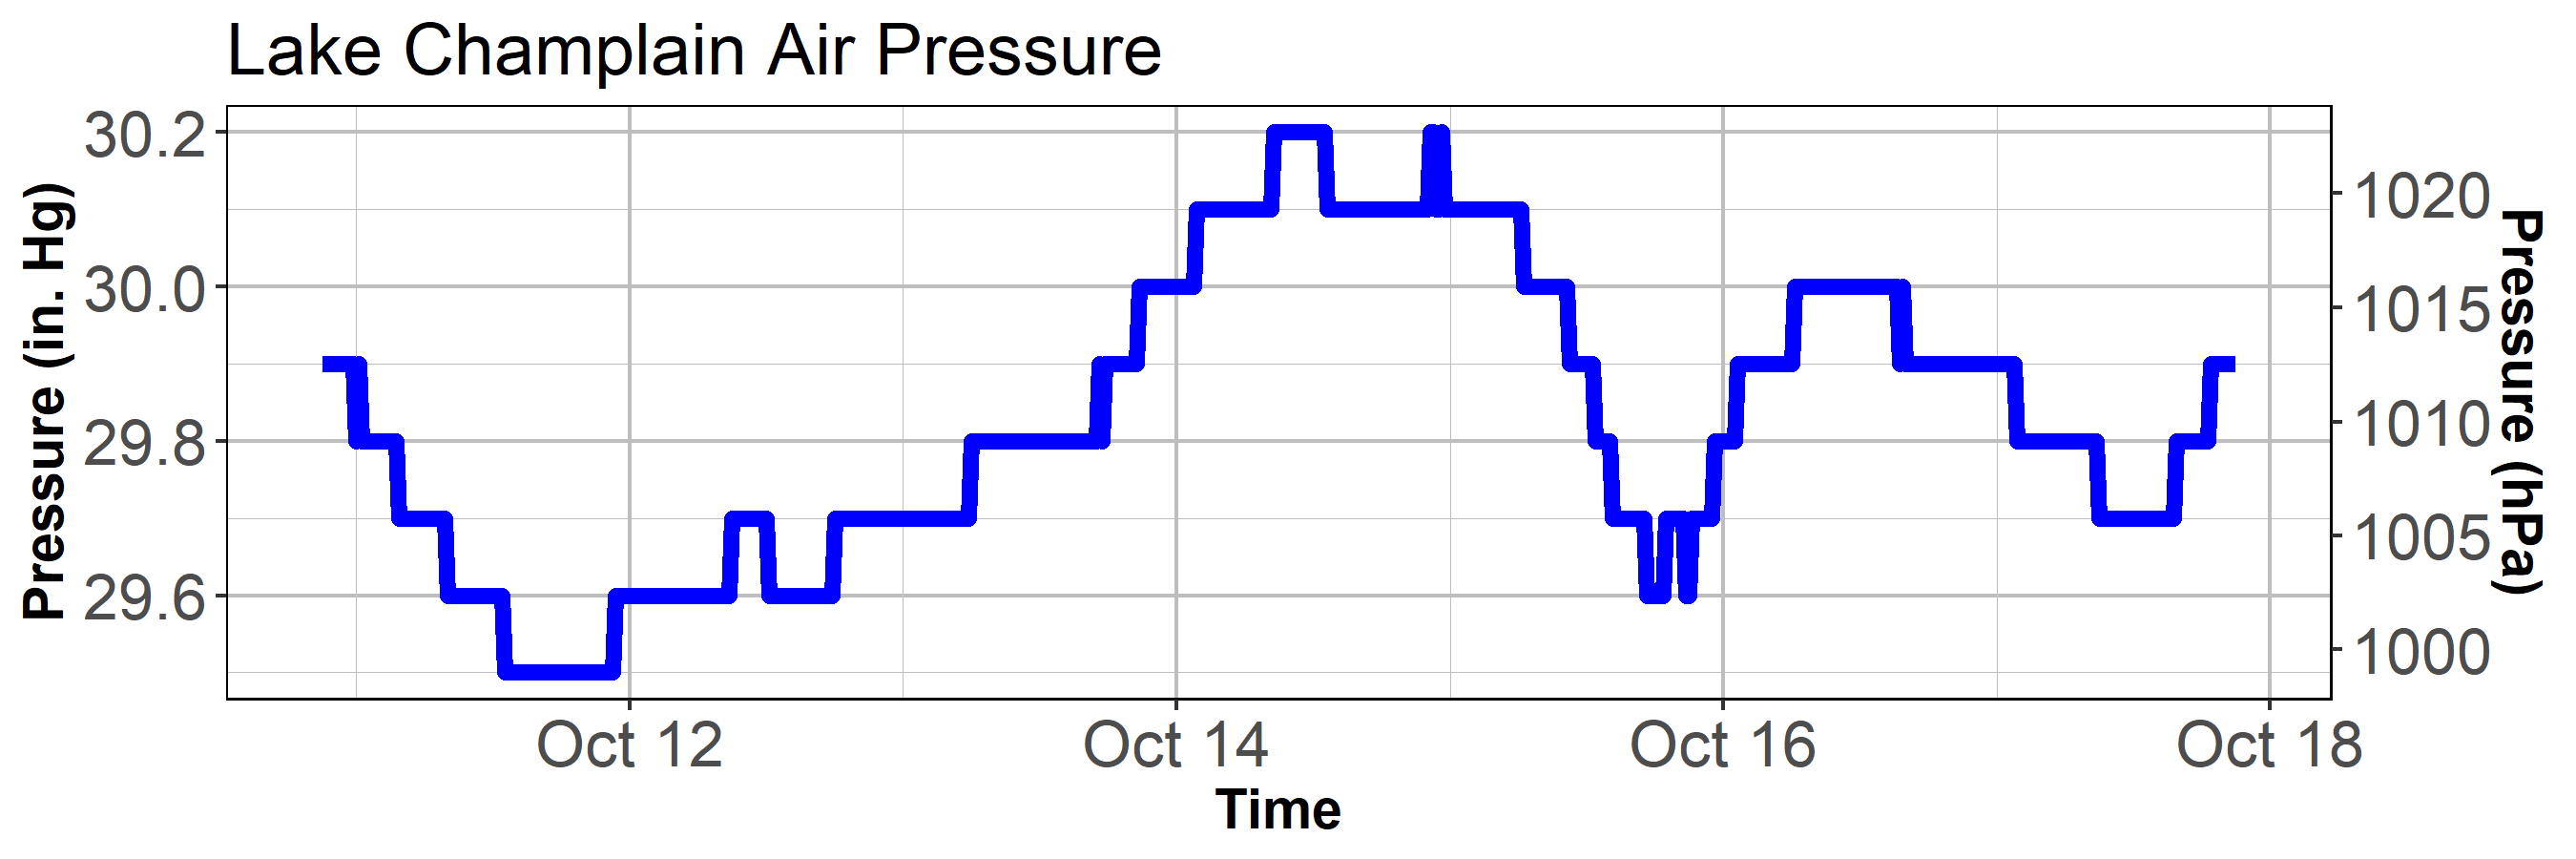 Lake Champlain Air Pressure
Pressure (in. Hg)
30.2
30.0
29.8
29.6
1020
1015
1010
1005
1000
Pressure (hPa)
Oct 12 Oct 14 Oct 16 Oct 18
Time